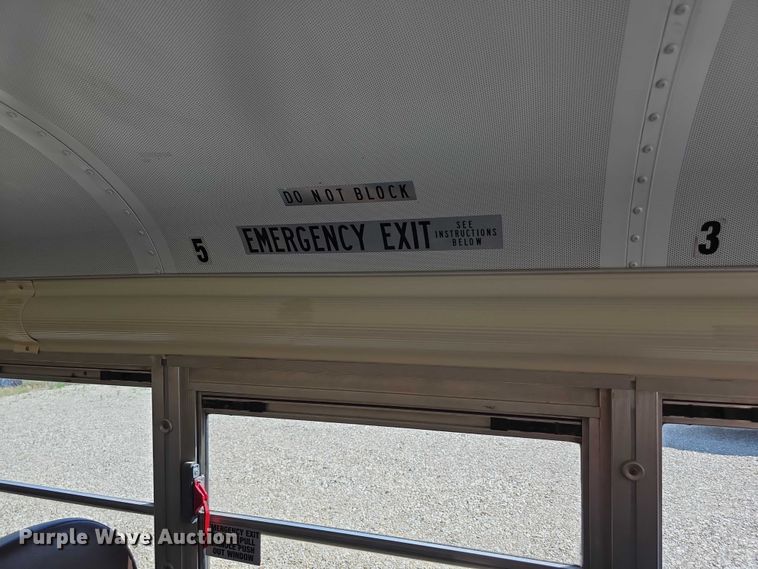 DO NOT BLOCK
5
EMERGENCY EXIT
SEE
INSTRUCTIONS
BELOW
3
EMERGENCY EXIT
PULL
PUSH
OUT WINDOW
Purple Wave Auction